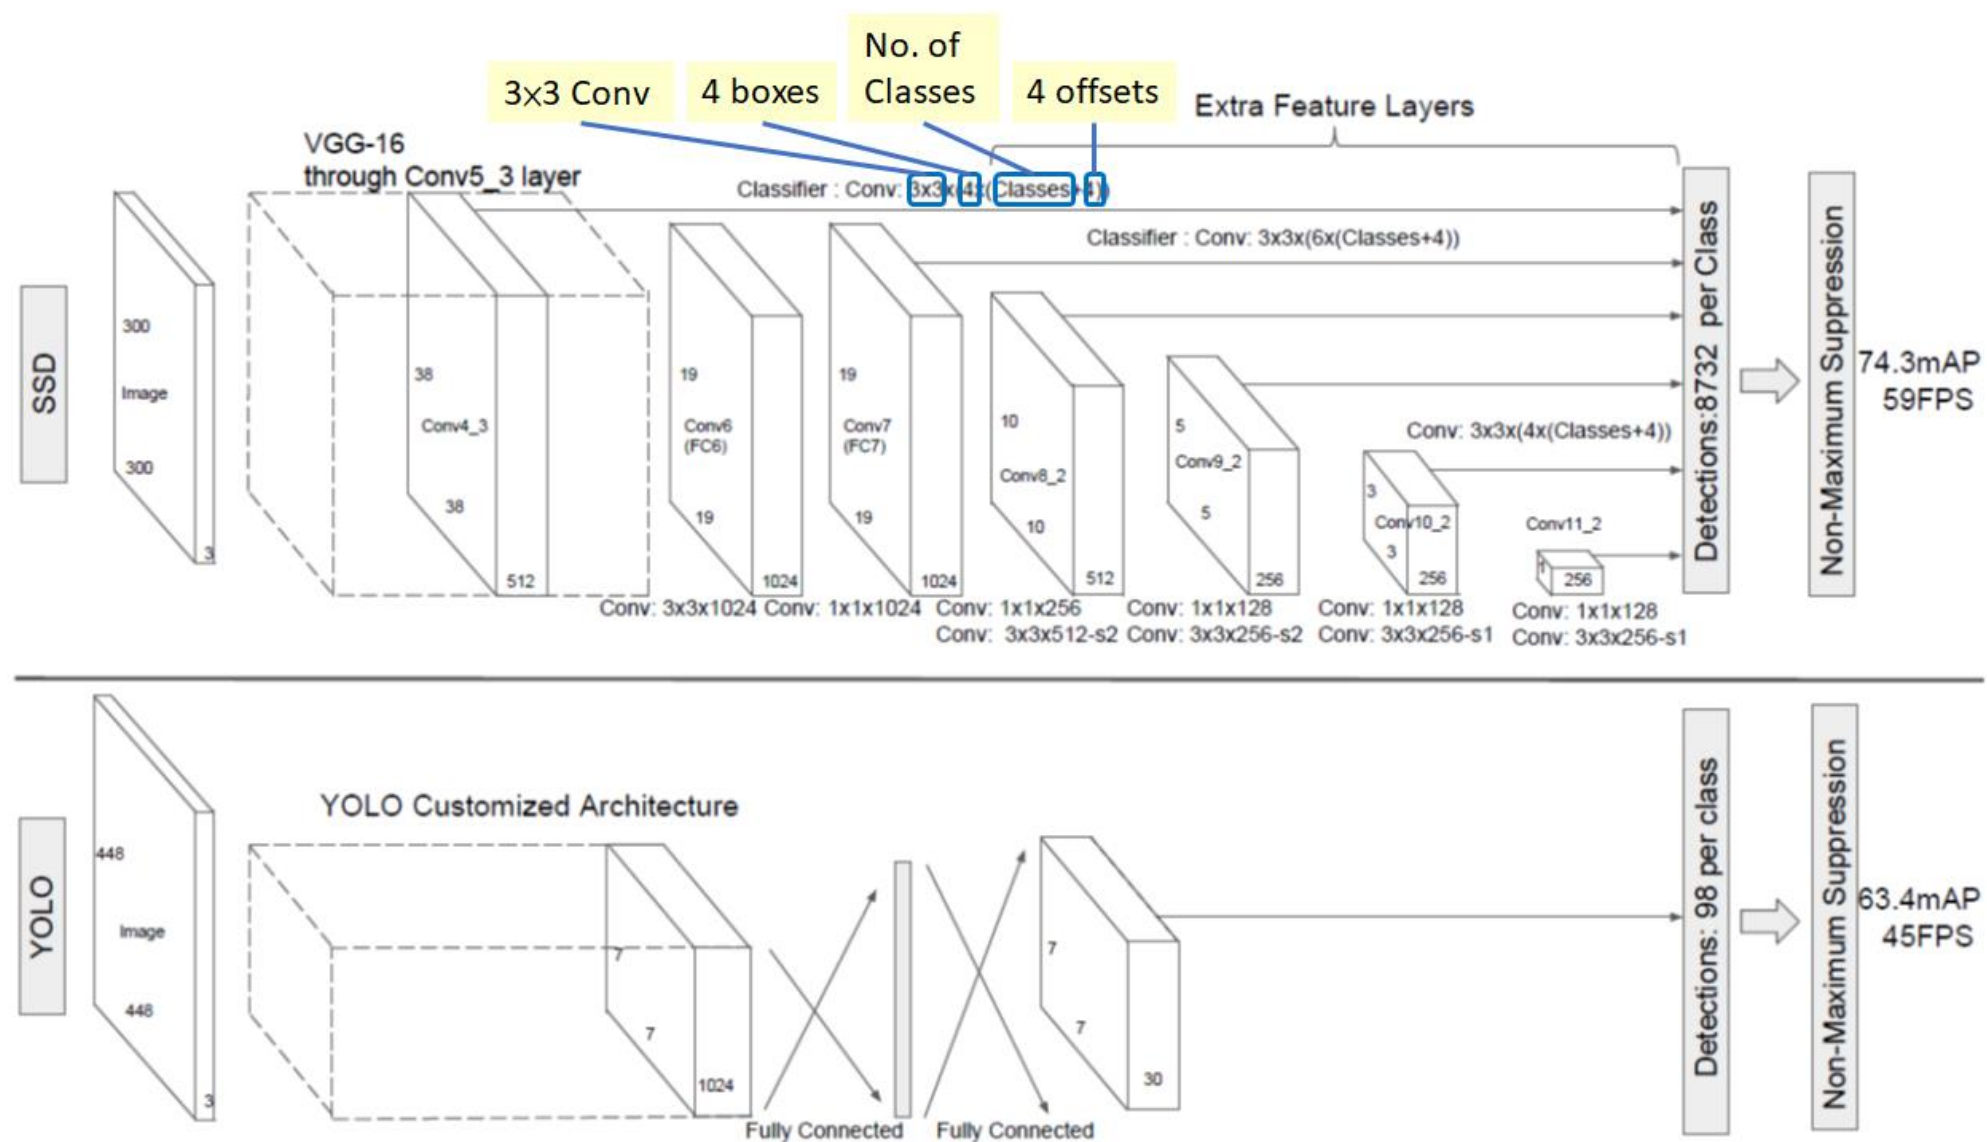 No. of
Classes
3×3 Conv
4 boxes
4 offsets
Extra Feature Layers
VGG-16
through Conv5_3 layer
Classifier : Conv: 3x3x(4x(Classes+4))
Classifier : Conv: 3x3x(6x(Classes+4))
SSD
300
Image
300
3
38
Conv4_3
38
512
19
Conv6
(FC6)
19
1024
19
Conv7
(FC7)
19
1024
10
Conv8_2
10
512
5
Conv9_2
5
256
Conv: 3x3x(4x(Classes+4))
3
Conv10_2
3
256
Conv11_2
1
256
Conv: 3x3x1024
Conv: 1x1x1024
Conv: 1x1x256
Conv: 3x3x512-s2
Conv: 1x1x128
Conv: 3x3x256-s2
Conv: 1x1x128
Conv: 3x3x256-s1
Conv: 1x1x128
Conv: 3x3x256-s1
Detections:8732 per Class
Non-Maximum Suppression
74.3mAP
59FPS
YOLO
448
Image
448
3
YOLO Customized Architecture
7
7
1024
Fully Connected
Fully Connected
7
7
30
Detections: 98 per class
Non-Maximum Suppression
63.4mAP
45FPS